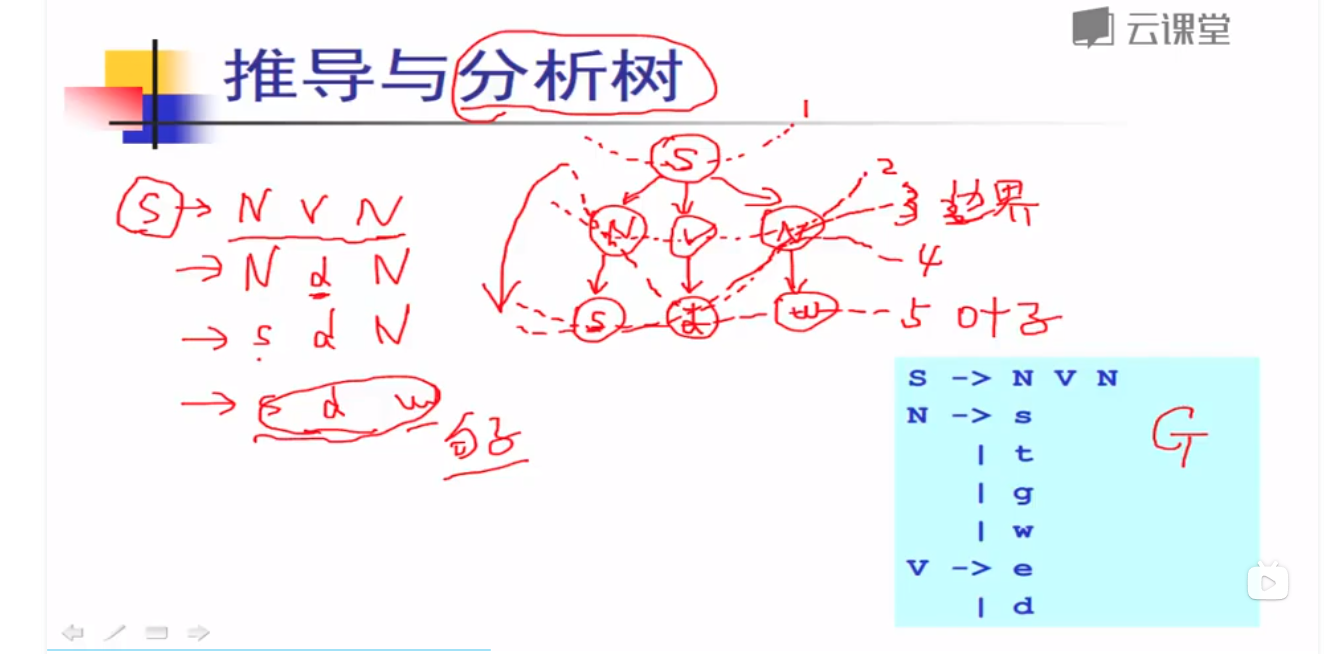 云课堂
推导与分析树
1
S
2
S → N V N
N V N
3 边界
→ N d N
4
→ s d N
s d w
5 叶子
→ s d w
句子
S -> N V N
N -> s
| t
| g
| w
V -> e
| d
G